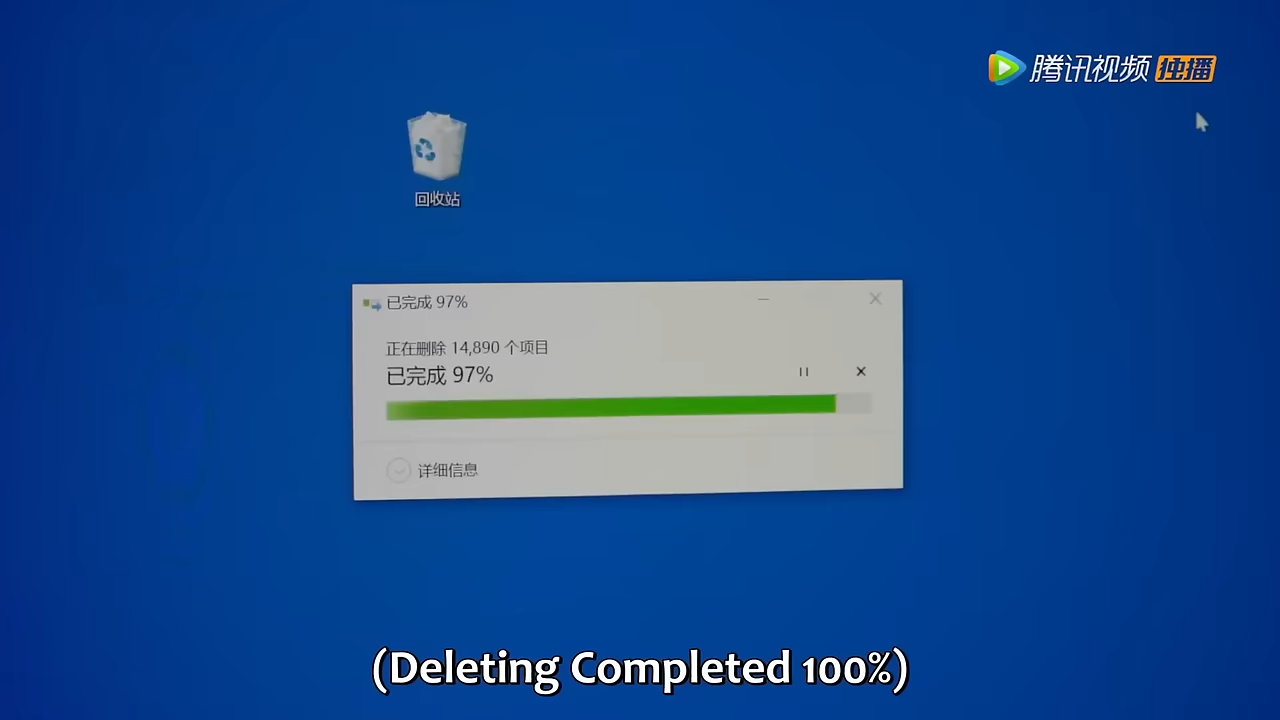 腾讯视频 独播
回收站
已完成 97%
正在删除 14,890 个项目
已完成 97%
详细信息
(Deleting Completed 100%)